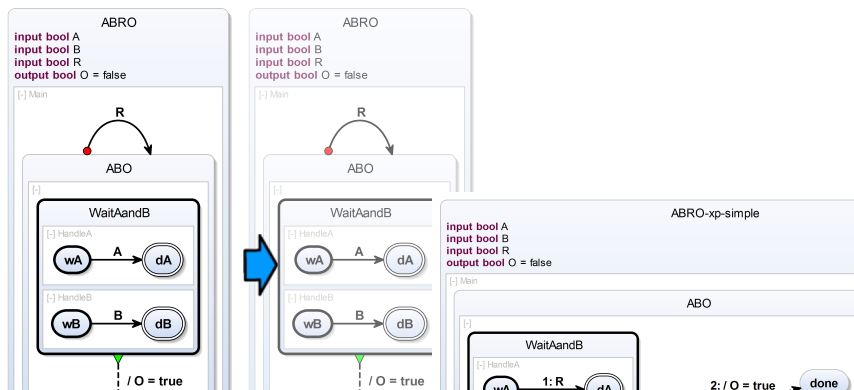 ABRO
input bool A
input bool B
input bool R
output bool O = false
[-] Main
R
ABO
[-]
WaitAandB
[-] HandleA
wA
A
dA
[-] HandleB
wB
B
dB
/ O = true
ABRO
input bool A
input bool B
input bool R
output bool O = false
[-] Main
R
ABO
[-]
WaitAandB
[-] HandleA
wA
A
dA
[-] HandleB
wB
B
dB
/ O = true
ABRO-xp-simple
input bool A
input bool B
input bool R
output bool O = false
[-] Main
ABO
[-]
WaitAandB
[-] HandleA
wA
1: R
dA
2: / O = true
done